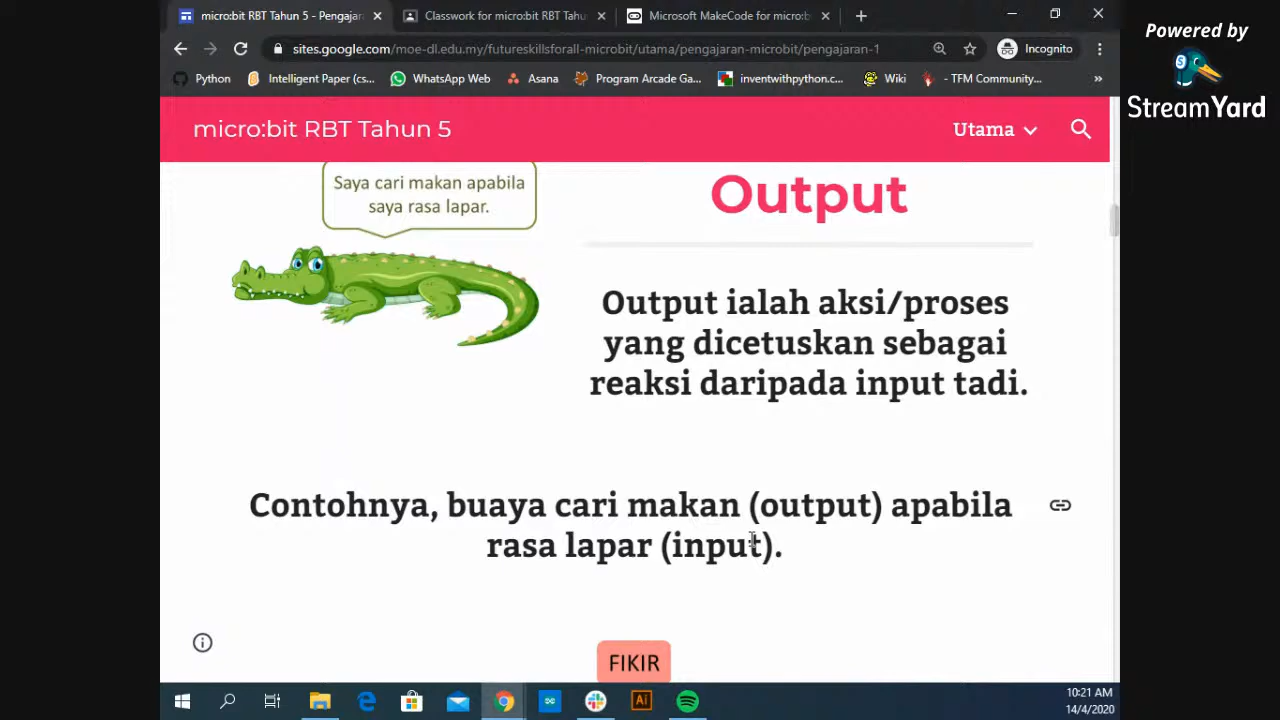 micro:bit RBT Tahun 5 - Pengajar
Classwork for micro:bit RBT Tahu
Microsoft MakeCode for micro:b
sites.google.com/moe-dl.edu.my/futureskillsforall-microbit/utama/pengajaran-microbit/pengajaran-1
Incognito
Python
Intelligent Paper (cs...
WhatsApp Web
Asana
Program Arcade Ga...
inventwithpython.c...
Wiki
- TFM Community...
»
Powered by
StreamYard
micro:bit RBT Tahun 5
Utama
Saya cari makan apabila
saya rasa lapar.
Output
Output ialah aksi/proses
yang dicetuskan sebagai
reaksi daripada input tadi.
Contohnya, buaya cari makan (output) apabila
rasa lapar (input).
FIKIR
Ai
10:21 AM
14/4/2020